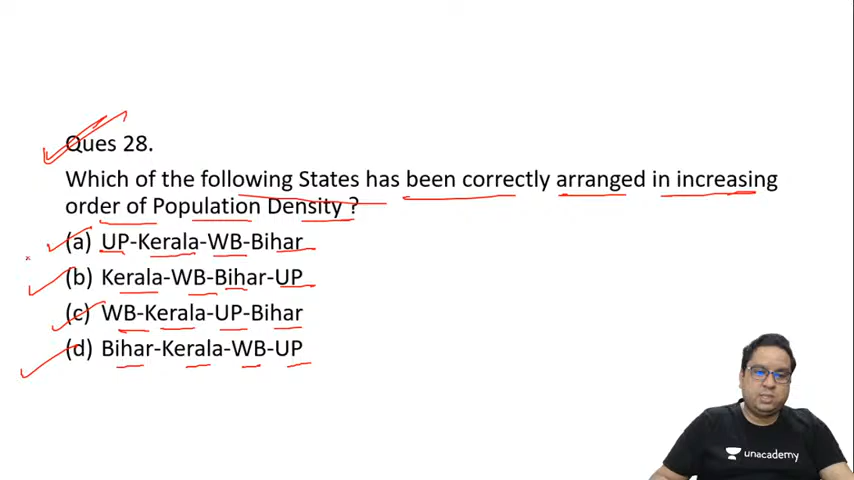 Ques 28.
Which of the following States has been correctly arranged in increasing
order of Population Density ?
(a) UP-Kerala-WB-Bihar
(b) Kerala-WB-Bihar-UP
(c) WB-Kerala-UP-Bihar
(d) Bihar-Kerala-WB-UP
unacademy